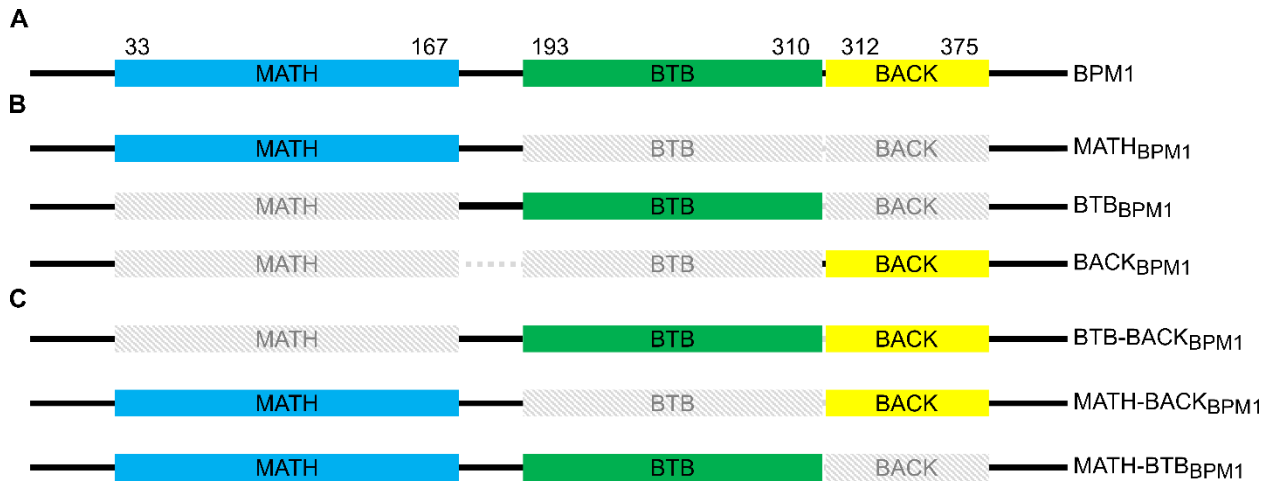 A
33 167 193 310 312 375
MATH BTB BACK BPM1
B
MATH BTB BACK MATHBPM1
MATH BTB BACK BTBBPM1
MATH BTB BACK BACKBPM1
C
MATH BTB BACK BTB-BACKBPM1
MATH BTB BACK MATH-BACKBPM1
MATH BTB BACK MATH-BTBBPM1